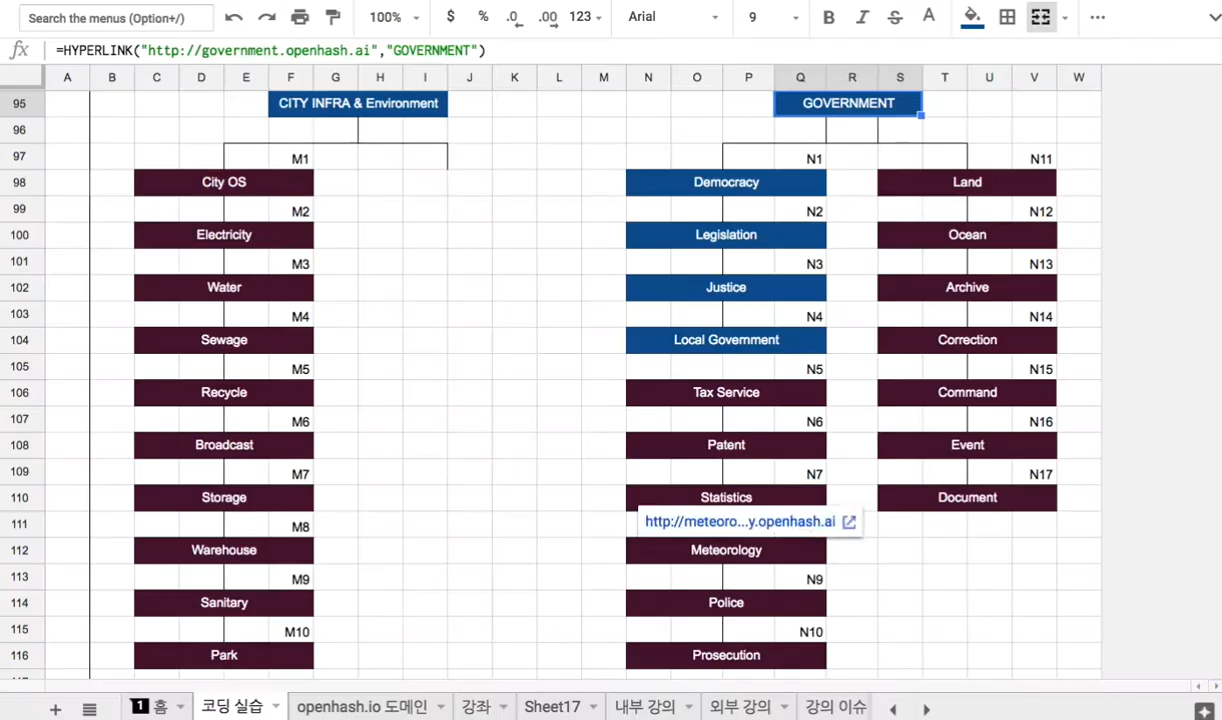 Search the menus (Option+/)
100%
$ % .0 .00 123
Arial
9
B I S A
fx =HYPERLINK("http://government.openhash.ai","GOVERNMENT")
A B C D E F G H I J K L M N O P Q R S T U V W
95 CITY INFRA & Environment GOVERNMENT
96
97 M1 N1 N11
98 City OS Democracy Land
99 M2 N2 N12
100 Electricity Legislation Ocean
101 M3 N3 N13
102 Water Justice Archive
103 M4 N4 N14
104 Sewage Local Government Correction
105 M5 N5 N15
106 Recycle Tax Service Command
107 M6 N6 N16
108 Broadcast Patent Event
109 M7 N7 N17
110 Storage Statistics Document
111 M8 http://meteoro...y.openhash.ai
112 Warehouse Meteorology
113 M9 N9
114 Sanitary Police
115 M10 N10
116 Park Prosecution
1 홈 코딩 실습 openhash.io 도메인 강좌 Sheet17 내부 강의 외부 강의 강의 이슈